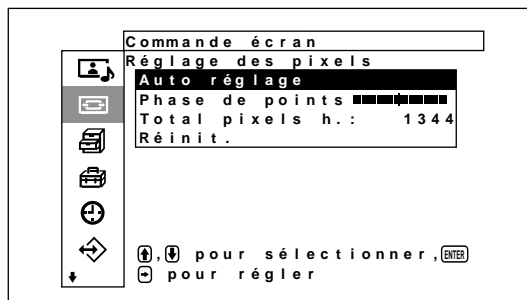 Commande écran
Réglage des pixels
Auto réglage
Phase de points
Total pixels h.: 1344
Réinit.
, pour sélectionner, ENTER
pour régler